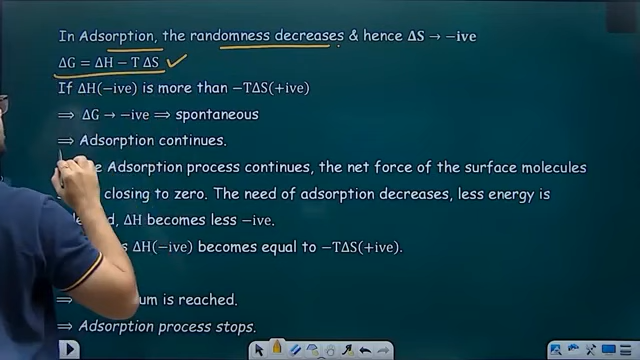 In Adsorption, the randomness decreases & hence ΔS → −ive
ΔG = ΔH − T ΔS
If ΔH(−ive) is more than −TΔS(+ive)
⟹ ΔG → −ive ⟹ spontaneous
⟹ Adsorption continues.
Adsorption process continues, the net force of the surface molecules
closing to zero. The need of adsorption decreases, less energy is
ΔH becomes less −ive.
ΔH(−ive) becomes equal to −TΔS(+ive).
⟹ is reached.
⟹ Adsorption process stops.